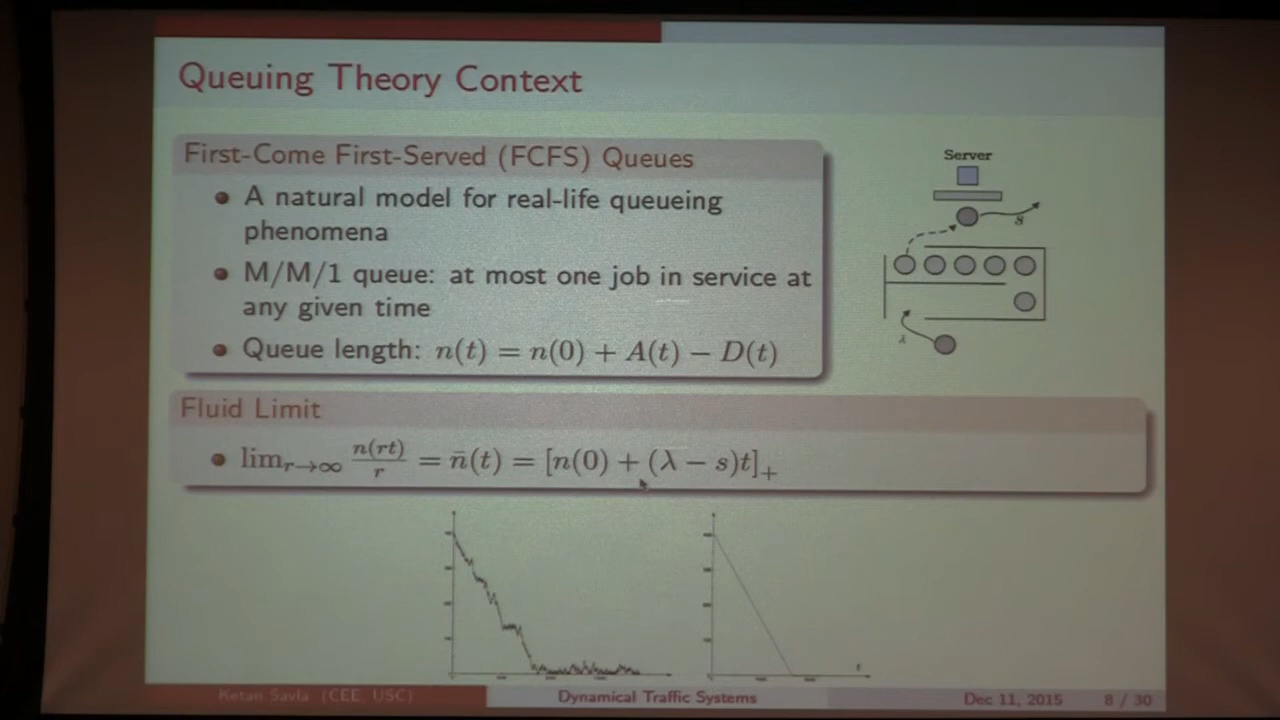 Queuing Theory Context
First-Come First-Served (FCFS) Queues
A natural model for real-life queueing
phenomena
M/M/1 queue: at most one job in service at
any given time
Queue length: n(t) = n(0) + A(t) − D(t)
Server
s
λ
Fluid Limit
lim_{r→∞} n(rt)/r = n̄(t) = [n(0) + (λ − s)t]₊
t
Ketan Savla (CEE, USC)
Dynamical Traffic Systems
Dec 11, 2015
8 / 30